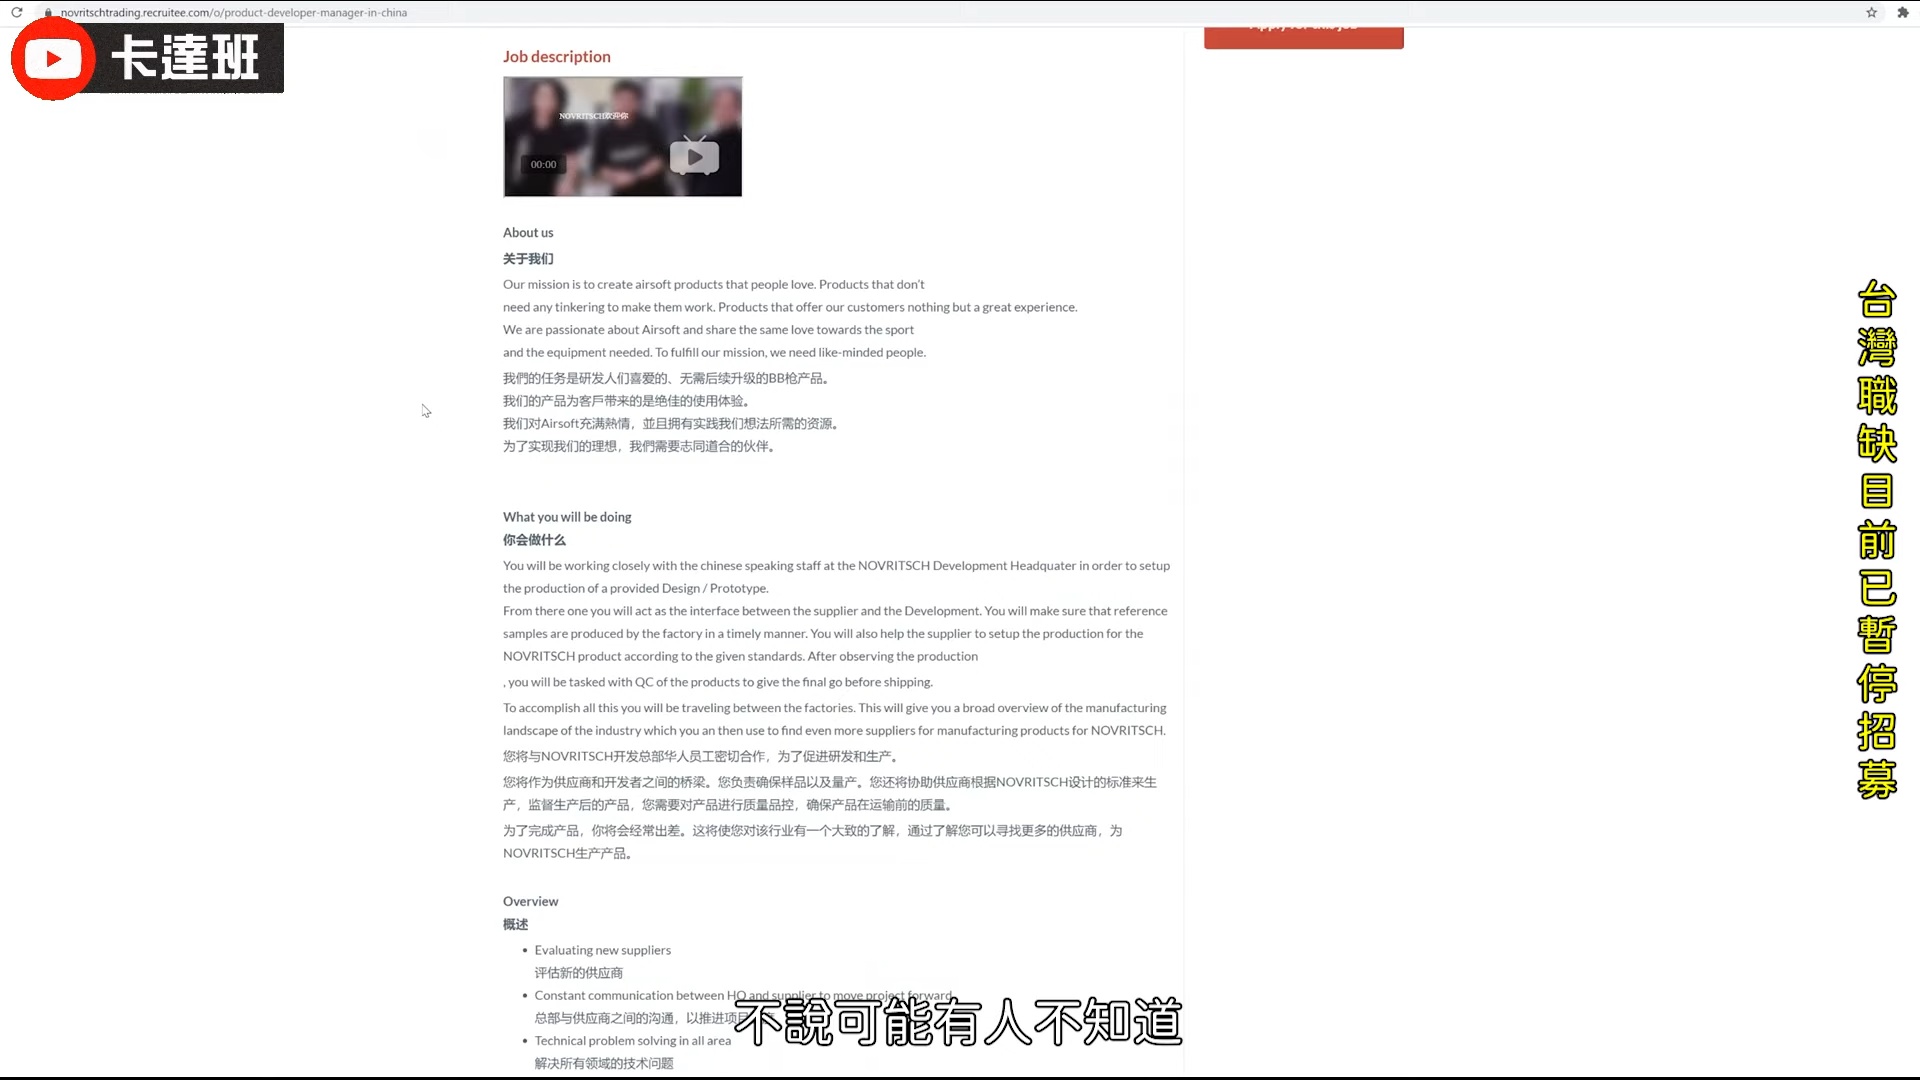 novritschtrading.recruitee.com/o/product-developer-manager-in-china
卡達班
Apply for this job
Job description
NOVRITSCH欢迎你
00:00
About us
关于我们
Our mission is to create airsoft products that people love. Products that don't
need any tinkering to make them work. Products that offer our customers nothing but a great experience.
We are passionate about Airsoft and share the same love towards the sport
and the equipment needed. To fulfill our mission, we need like-minded people.
我們的任务是研发人们喜爱的、无需后续升级的BB枪产品。
我们的产品为客戶带来的是绝佳的使用体验。
我们对Airsoft充满熱情，並且拥有实践我们想法所需的资源。
为了实现我们的理想，我們需要志同道合的伙伴。
What you will be doing
你会做什么
You will be working closely with the chinese speaking staff at the NOVRITSCH Development Headquater in order to setup
the production of a provided Design / Prototype.
From there one you will act as the interface between the supplier and the Development. You will make sure that reference
samples are produced by the factory in a timely manner. You will also help the supplier to setup the production for the
NOVRITSCH product according to the given standards. After observing the production
, you will be tasked with QC of the products to give the final go before shipping.
To accomplish all this you will be traveling between the factories. This will give you a broad overview of the manufacturing
landscape of the industry which you an then use to find even more suppliers for manufacturing products for NOVRITSCH.
您将与NOVRITSCH开发总部华人员工密切合作，为了促进研发和生产。
您将作为供应商和开发者之间的桥梁。您负责确保样品以及量产。您还将协助供应商根据NOVRITSCH设计的标准来生
产，监督生产后的产品，您需要对产品进行质量品控，确保产品在运输前的质量。
为了完成产品，你将会经常出差。这将使您对该行业有一个大致的了解，通过了解您可以寻找更多的供应商，为
NOVRITSCH生产产品。
Overview
概述
• Evaluating new suppliers
评估新的供应商
• Constant communication between HQ and supplier to move project forward
总部与供应商之间的沟通，以推进项目
• Technical problem solving in all area
解决所有领域的技术问题
不說可能有人不知道
台灣職缺目前已暫停招募